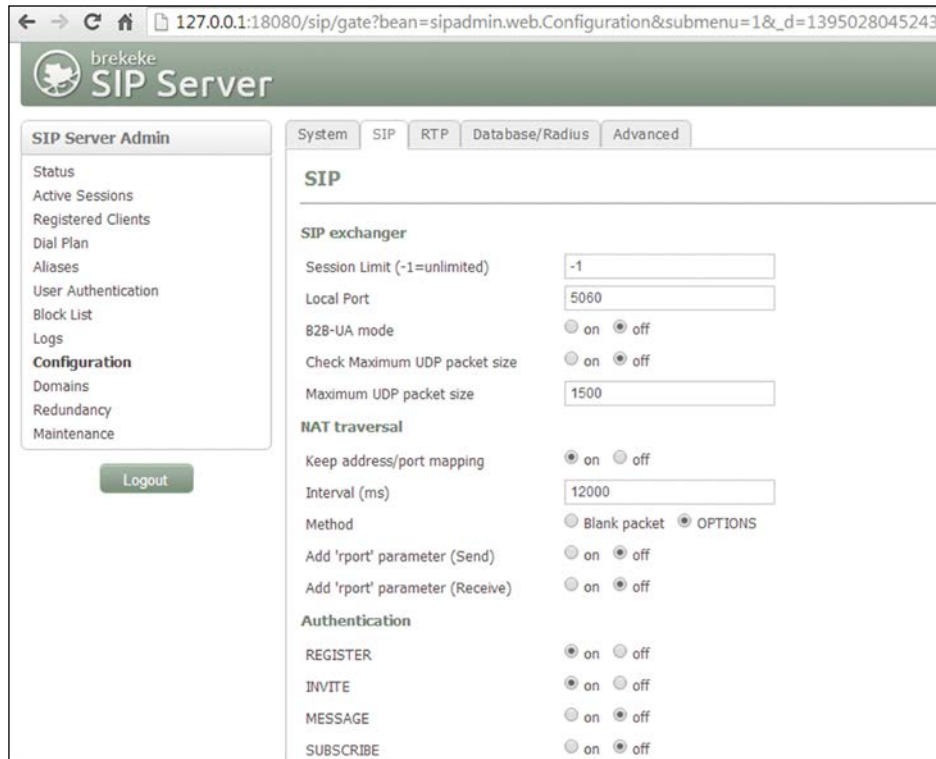 127.0.0.1:18080/sip/gate?bean=sipadmin.web.Configuration&submenu=1&_d=1395028045243
brekeke
SIP Server
SIP Server Admin
Status
Active Sessions
Registered Clients
Dial Plan
Aliases
User Authentication
Block List
Logs
Configuration
Domains
Redundancy
Maintenance
Logout
System SIP RTP Database/Radius Advanced
SIP
SIP exchanger
Session Limit (-1=unlimited) -1
Local Port 5060
B2B-UA mode on off
Check Maximum UDP packet size on off
Maximum UDP packet size 1500
NAT traversal
Keep address/port mapping on off
Interval (ms) 12000
Method Blank packet OPTIONS
Add 'rport' parameter (Send) on off
Add 'rport' parameter (Receive) on off
Authentication
REGISTER on off
INVITE on off
MESSAGE on off
SUBSCRIBE on off